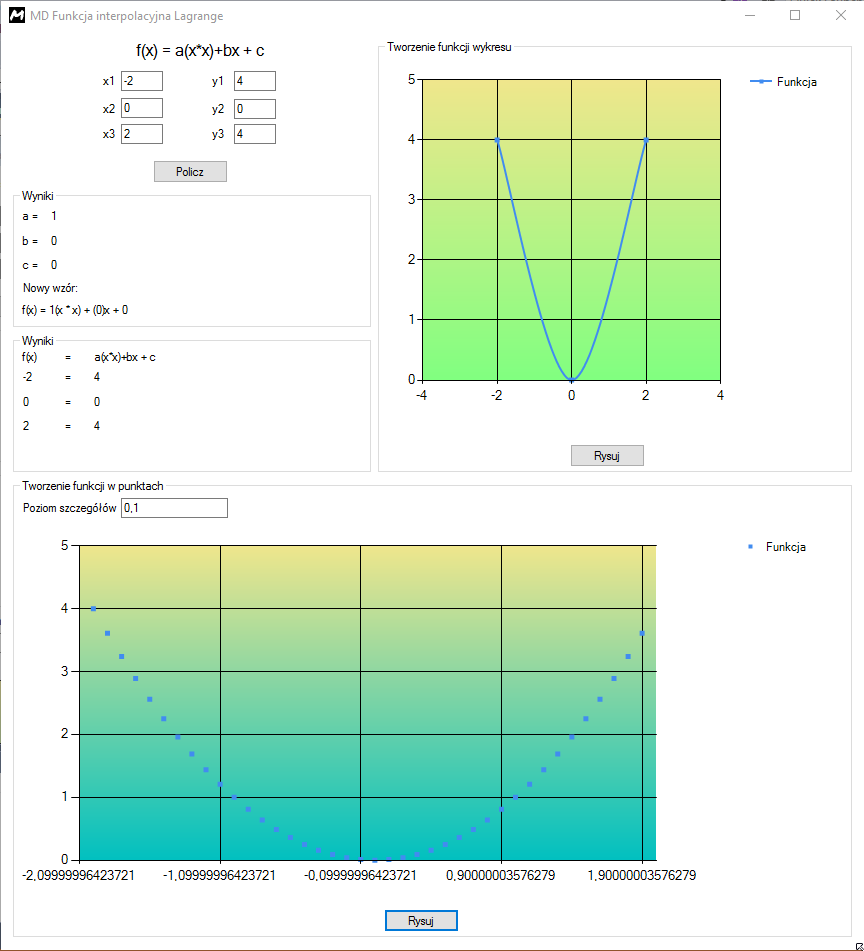 MD Funkcja interpolacyjna Lagrange
f(x) = a(x*x)+bx + c
x1 -2 y1 4
x2 0 y2 0
x3 2 y3 4
Policz
Wyniki
a = 1
b = 0
c = 0
Nowy wzór:
f(x) = 1(x * x) + (0)x + 0
Wyniki
f(x) = a(x*x)+bx + c
-2 = 4
0 = 0
2 = 4
Tworzenie funkcji wykresu
Funkcja
5
4
3
2
1
0
-4 -2 0 2 4
Rysuj
Tworzenie funkcji w punktach
Poziom szczegółów 0,1
Funkcja
5
4
3
2
1
0
-2,09999996423721 -1,09999996423721 -0,09999996423721 0,90000003576279 1,90000003576279
Rysuj